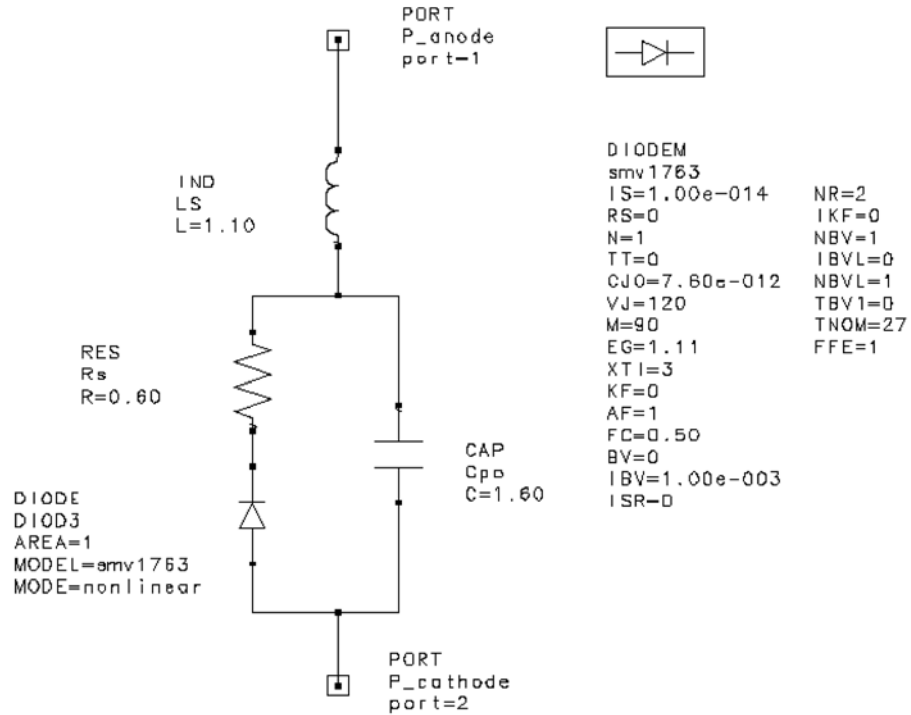 PORT
P_anode
port-1
IND
LS
L=1.10
RES
Rs
R=0.60
DIODE
DIOD3
AREA=1
MODEL=smv1763
MODE=nonlinear
CAP
Cpo
C=1.60
PORT
P_cathode
port=2
DIODEM
smv1763
IS=1.00e-014
RS=0
N=1
TT=0
CJO=7.60e-012
VJ=120
M=90
EG=1.11
XTI=3
KF=0
AF=1
FC=0.50
BV=0
IBV=1.00e-003
ISR-0
NR=2
IKF=0
NBV=1
IBVL=0
NBVL=1
TBV1=0
TNOM=27
FFE=1